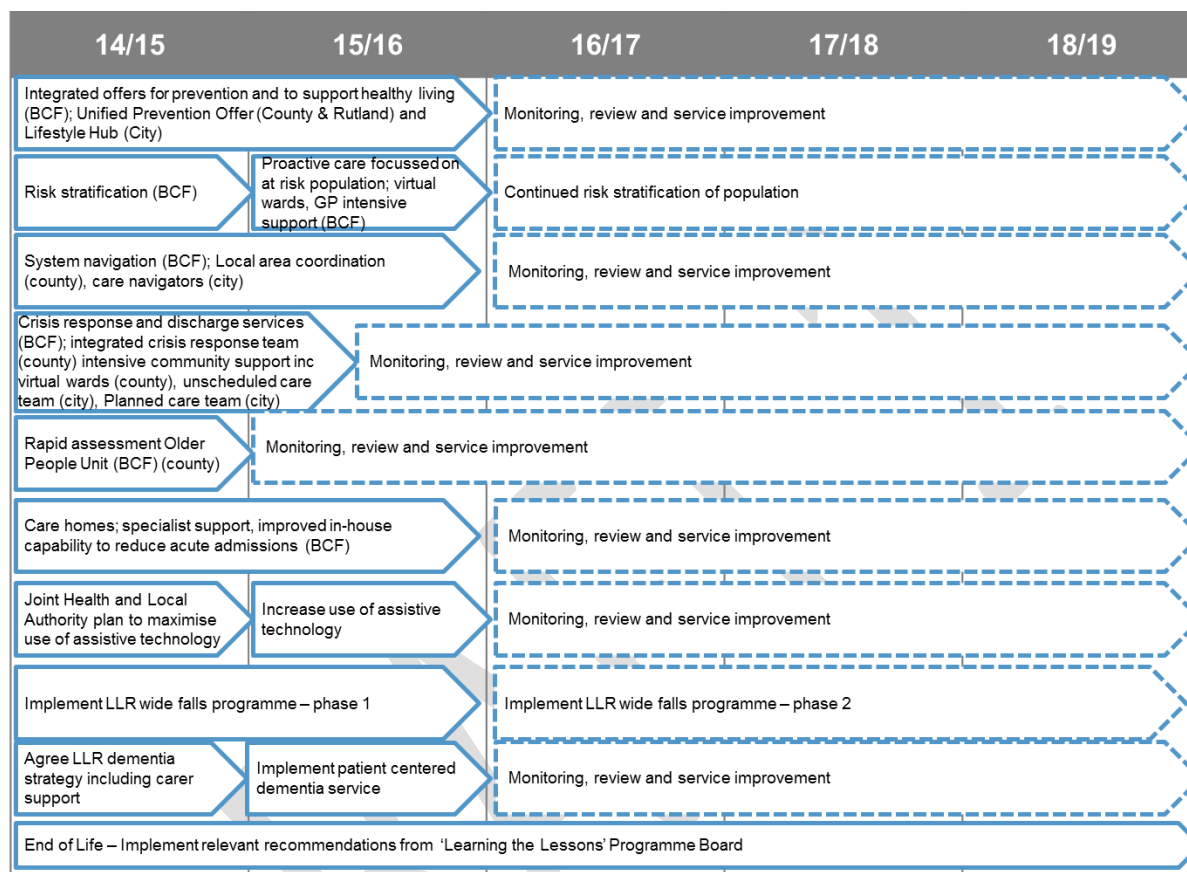 14/15 15/16 16/17 17/18 18/19
Integrated offers for prevention and to support healthy living
(BCF); Unified Prevention Offer (County & Rutland) and
Lifestyle Hub (City)
Monitoring, review and service improvement
Risk stratification (BCF)
Proactive care focussed on
at risk population; virtual
wards, GP intensive
support (BCF)
Continued risk stratification of population
System navigation (BCF); Local area coordination
(county), care navigators (city)
Monitoring, review and service improvement
Crisis response and discharge services
(BCF); integrated crisis response team
(county) intensive community support inc
virtual wards (county), unscheduled care
team (city), Planned care team (city)
Monitoring, review and service improvement
Rapid assessment Older
People Unit (BCF) (county)
Monitoring, review and service improvement
Care homes; specialist support, improved in-house
capability to reduce acute admissions (BCF)
Monitoring, review and service improvement
Joint Health and Local
Authority plan to maximise
use of assistive technology
Increase use of assistive
technology
Monitoring, review and service improvement
Implement LLR wide falls programme – phase 1
Implement LLR wide falls programme – phase 2
Agree LLR dementia
strategy including carer
support
Implement patient centered
dementia service
Monitoring, review and service improvement
End of Life – Implement relevant recommendations from ‘Learning the Lessons’ Programme Board